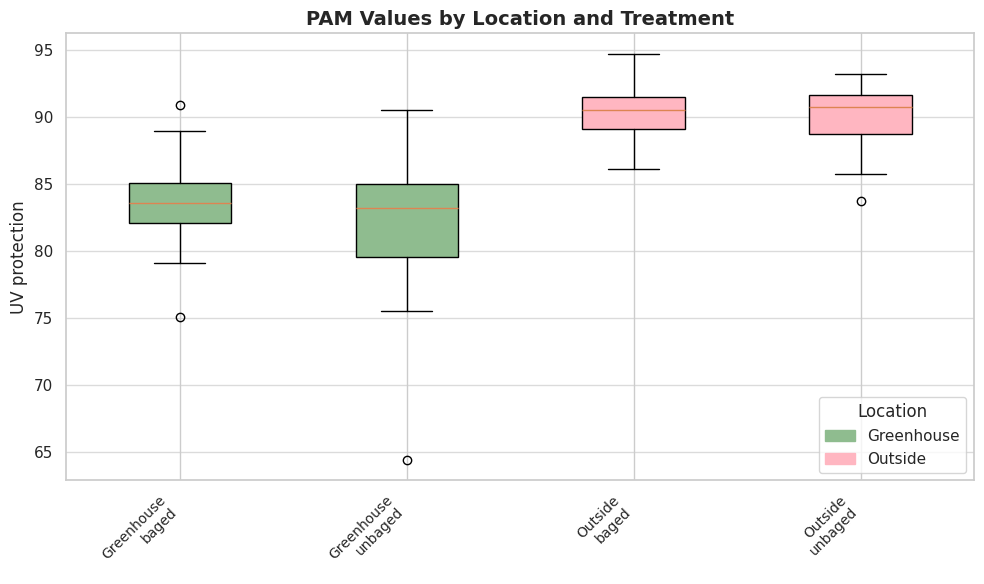 PAM Values by Location and Treatment
UV protection
95
90
85
80
75
70
65
Greenhouse
baged
Greenhouse
unbaged
Outside
baged
Outside
unbaged
Location
Greenhouse
Outside